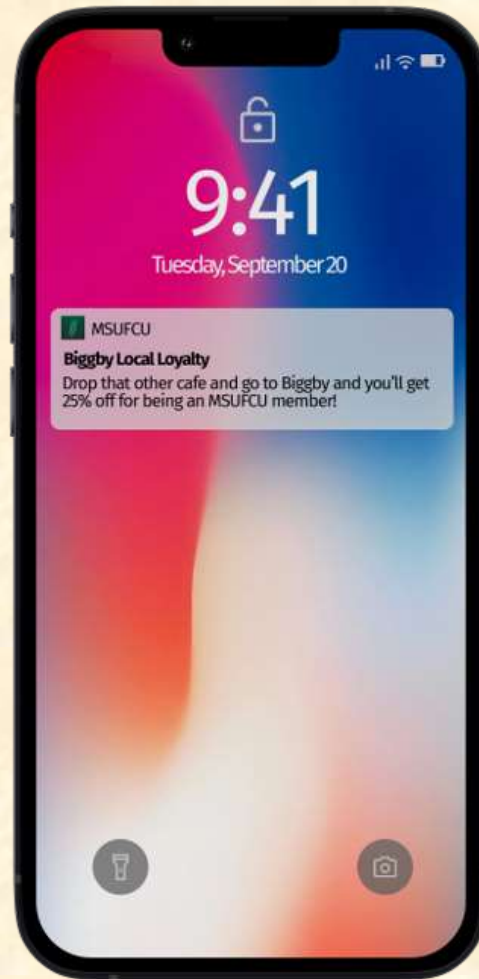 9:41
Tuesday, September 20
MSUFCU
Biggby Local Loyalty
Drop that other cafe and go to Biggby and you'll get
25% off for being an MSUFCU member!